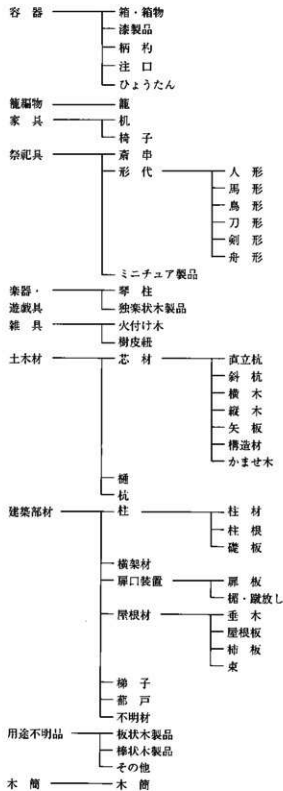 容器 箱・箱物
漆製品
柄杓
注口
ひょうたん
籠編物 籠
家具 机
椅子
祭祀具 斎串
形代 人形
馬形
鳥形
刀形
剣形
舟形
ミニチュア製品
楽器・ 琴柱
遊戯具 独楽状木製品
雑具 火付け木
樹皮紐
土木材 芯材 直立杭
斜杭
横木
縦木
矢板
構造材
かませ木
樋
杭
建築部材 柱 柱材
柱根
礎板
横架材
扉口装置 扉板
楣・蹴放し
屋根材 垂木
屋根板
杮板
束
梯子
蔀戸
不明材
用途不明品 板状木製品
棒状木製品
その他
木簡 木簡